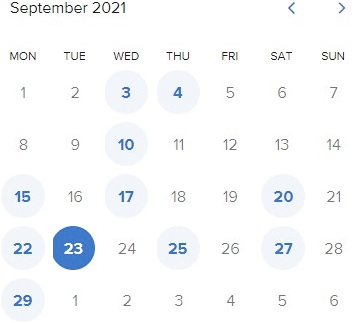 September 2021
MON TUE WED THU FRI SAT SUN
1 2 3 4 5 6 7
8 9 10 11 12 13 14
15 16 17 18 19 20 21
22 23 24 25 26 27 28
29 1 2 3 4 5 6